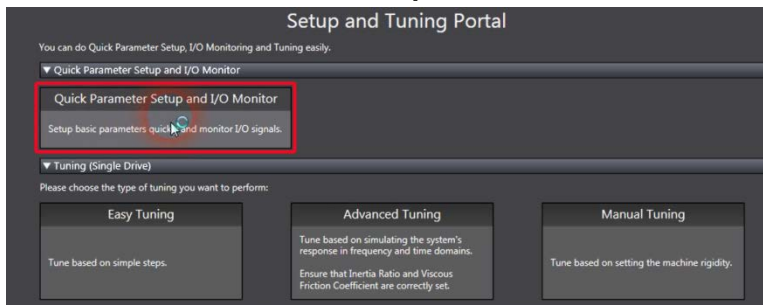 Setup and Tuning Portal
You can do Quick Parameter Setup, I/O Monitoring and Tuning easily.
▼ Quick Parameter Setup and I/O Monitor
Quick Parameter Setup and I/O Monitor
Setup basic parameters quickly and monitor I/O signals.
▼ Tuning (Single Drive)
Please choose the type of tuning you want to perform:
Easy Tuning
Tune based on simple steps.
Advanced Tuning
Tune based on simulating the system's
response in frequency and time domains.
Ensure that Inertia Ratio and Viscous
Friction Coefficient are correctly set.
Manual Tuning
Tune based on setting the machine rigidity.